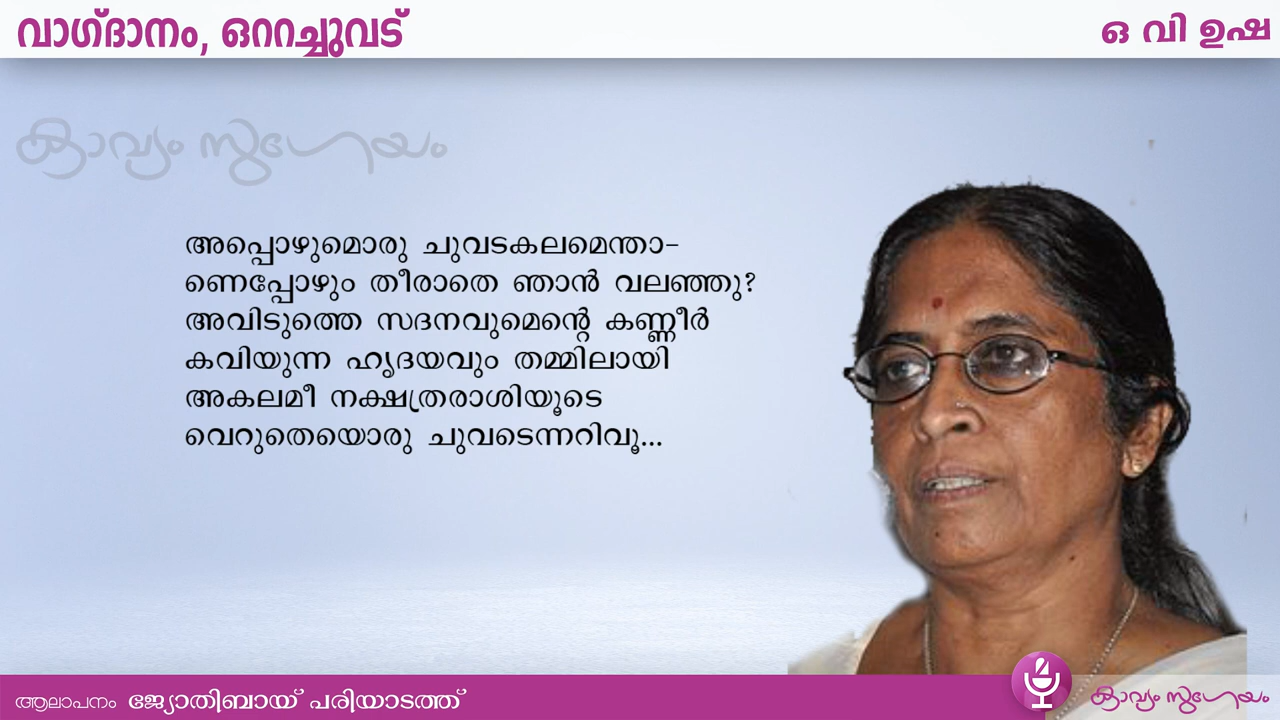 വാഗ്ദാനം, ഒററച്ചുവട്
ഒ വി ഉഷ
കാവ്യം സുഗേയം
അപ്പൊഴുമൊരു ചുവടകലമെന്താ-
ണെപ്പോഴും തീരാതെ ഞാൻ വലഞ്ഞു?
അവിടുത്തെ സദനവുമെന്റെ കണ്ണീർ
കവിയുന്ന ഹൃദയവും തമ്മിലായി
അകലമീ നക്ഷത്രരാശിയൂടെ
വെറുതെയൊരു ചുവടെന്നറിവൂ...
ആലാപനം ജ്യോതിബായ് പരിയാടത്ത്
കാവ്യം സുഗേയം